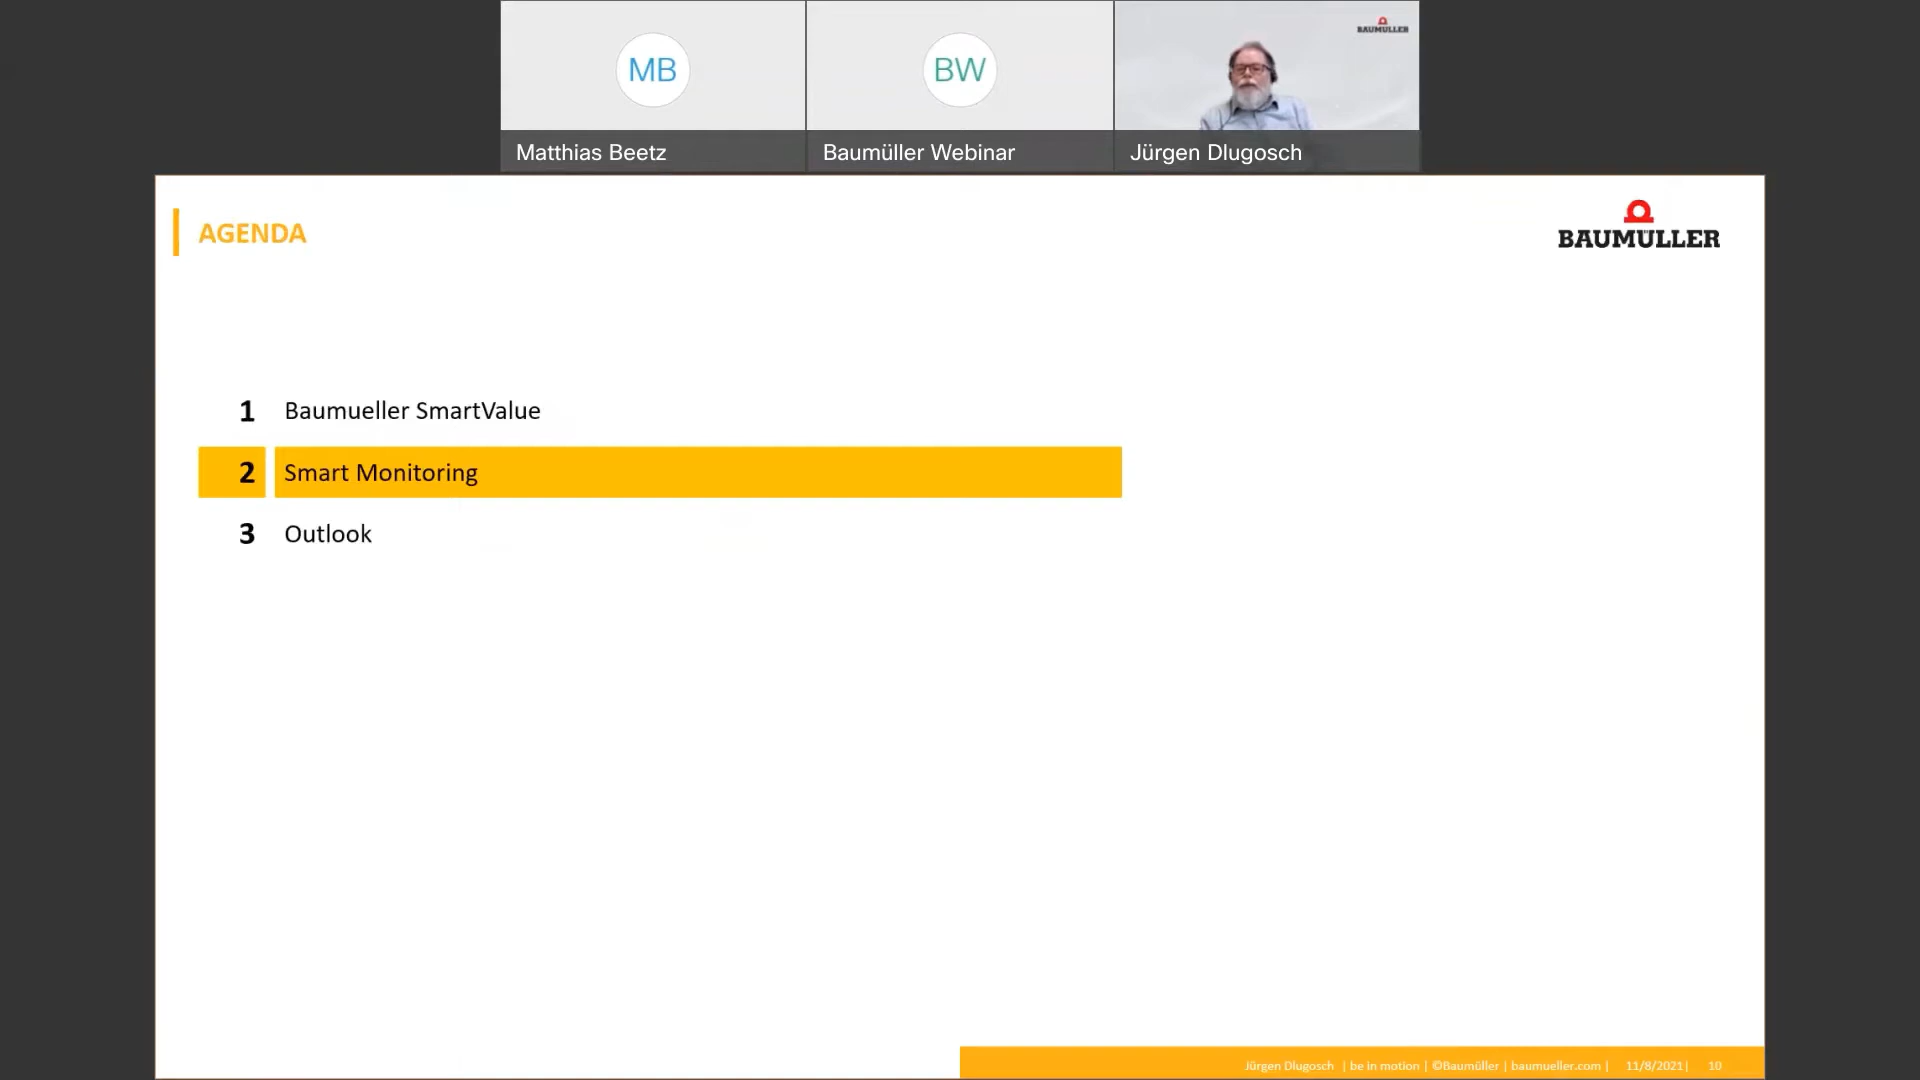 MB
BW
BAUMÜLLER
Matthias Beetz
Baumüller Webinar
Jürgen Dlugosch
AGENDA
BAUMÜLLER
1 Baumueller SmartValue
2 Smart Monitoring
3 Outlook
Jürgen Dlugosch | be in motion | ©Baumüller | baumueller.com | 11/8/2021 | 10